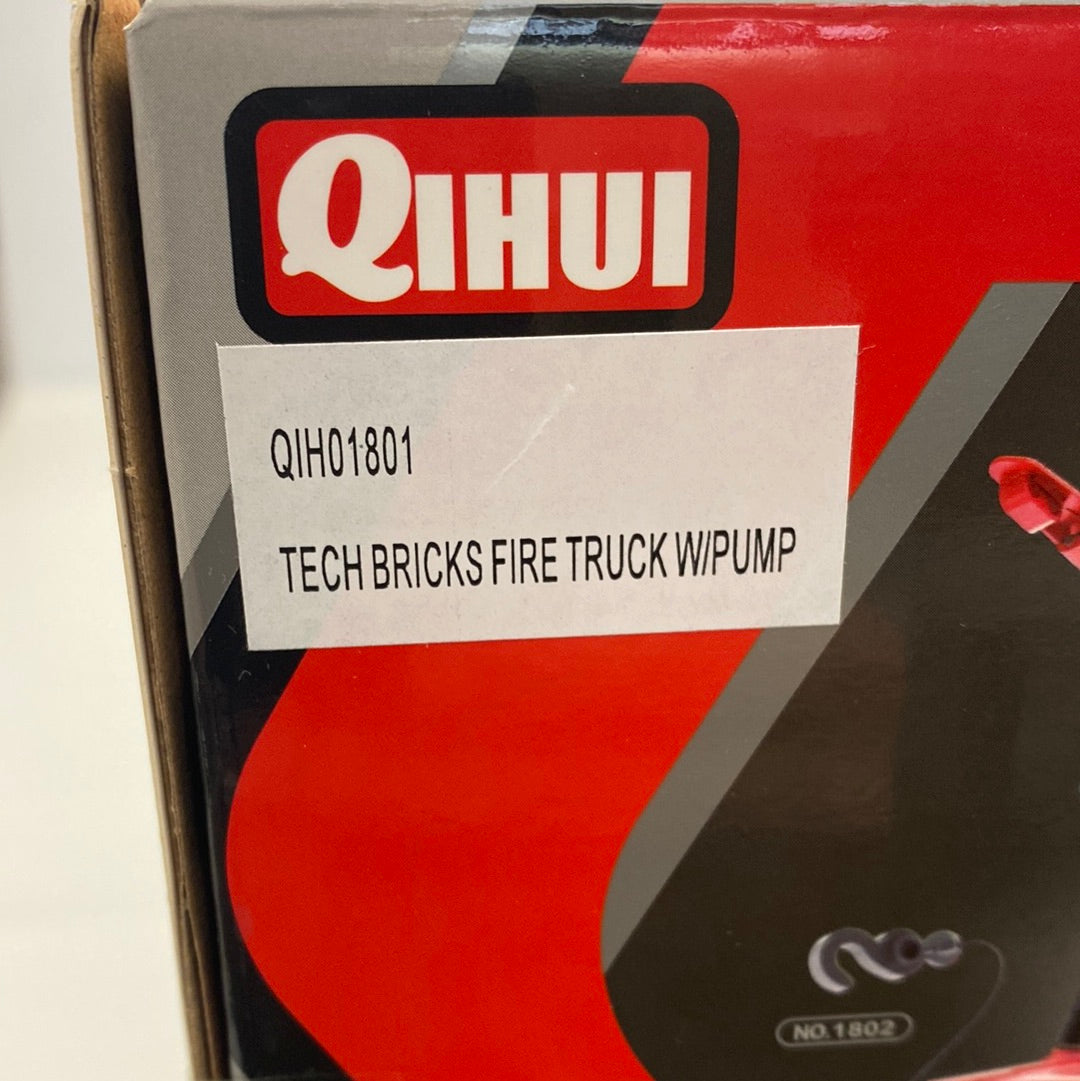 QIHUI
QIH01801
TECH BRICKS FIRE TRUCK W/PUMP
NO.1802